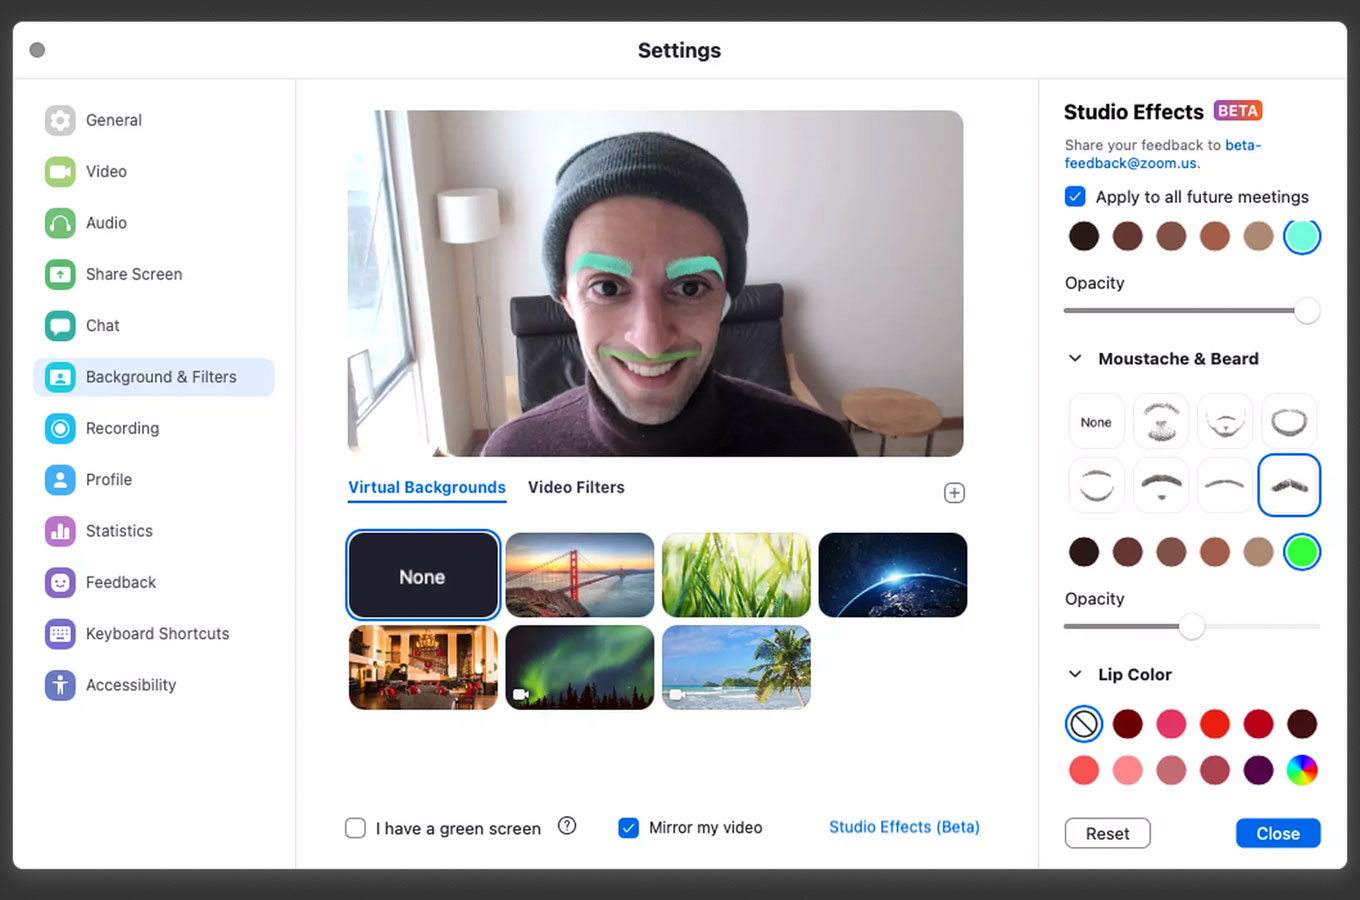 Settings
General
Video
Audio
Share Screen
Chat
Background & Filters
Recording
Profile
Statistics
Feedback
Keyboard Shortcuts
Accessibility
Virtual Backgrounds
Video Filters
None
I have a green screen
Mirror my video
Studio Effects (Beta)
Studio Effects BETA
Share your feedback to beta-
feedback@zoom.us.
Apply to all future meetings
Opacity
Moustache & Beard
None
Opacity
Lip Color
Reset
Close